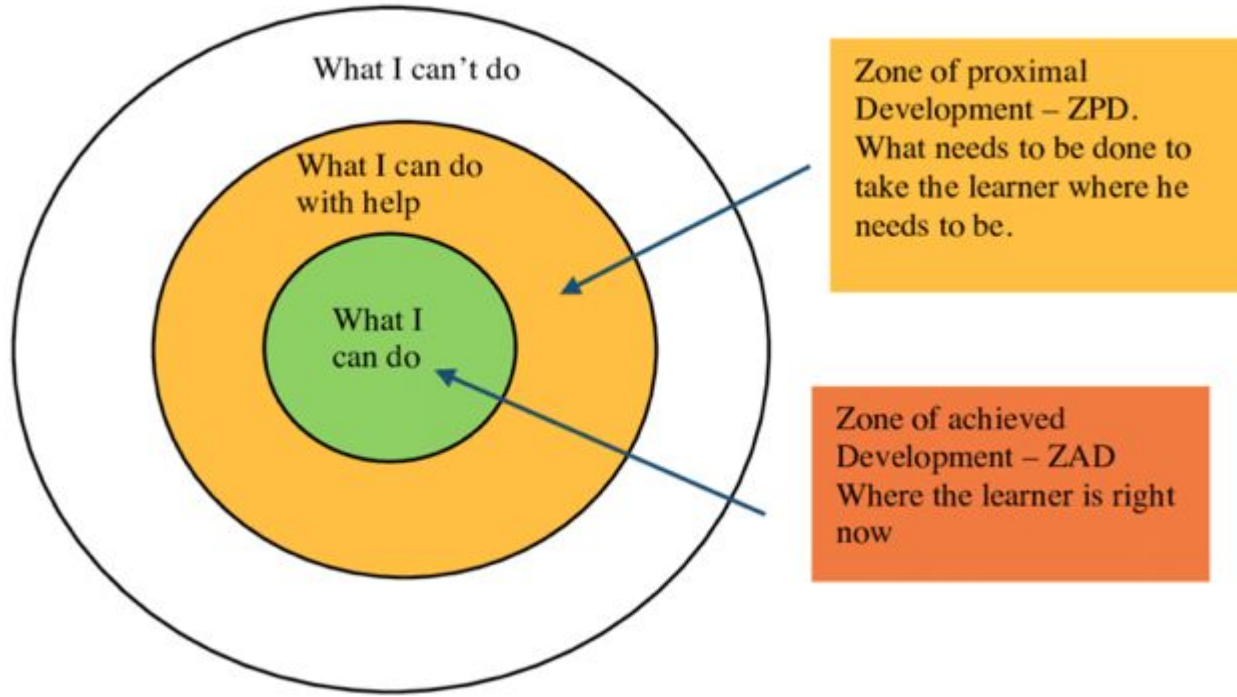 What I can't do
What I can do
with help
What I
can do
Zone of proximal
Development – ZPD.
What needs to be done to
take the learner where he
needs to be.
Zone of achieved
Development – ZAD
Where the learner is right
now